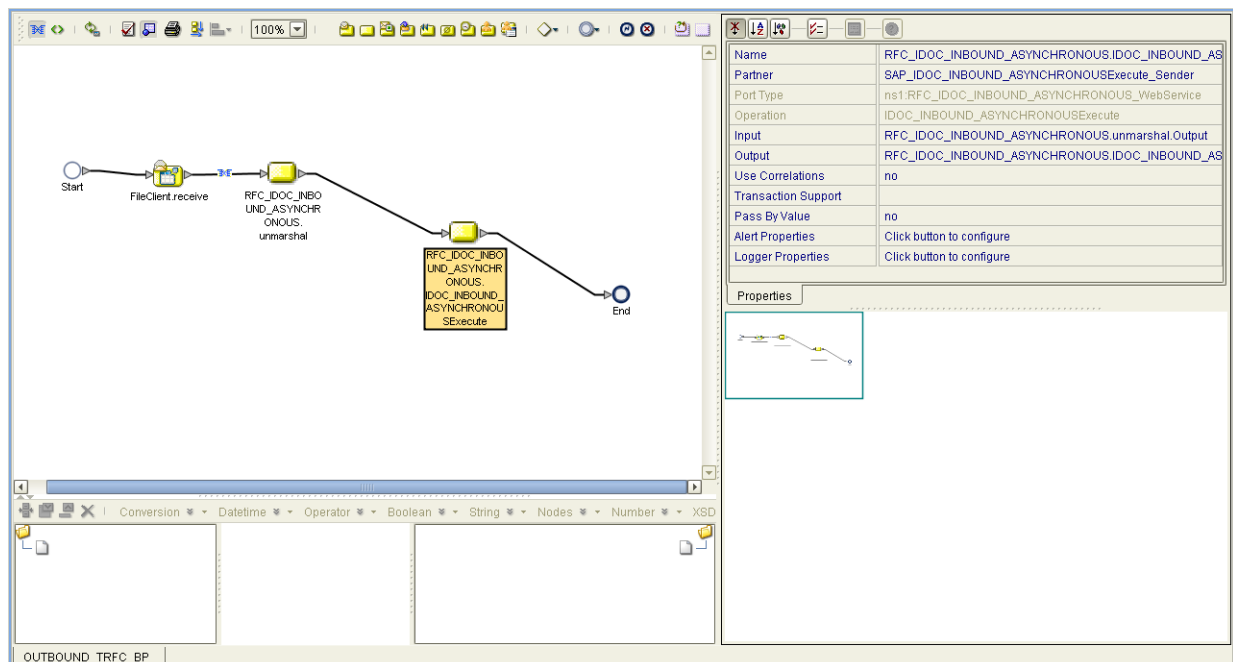 100%
Start
FileClient.receive
RFC_IDOC_INBO
UND_ASYNCHR
ONOUS.
unmarshal
RFC_IDOC_INBO
UND_ASYNCHR
ONOUS.
IDOC_INBOUND_
ASYNCHRONOU
SExecute
End
Name RFC_IDOC_INBOUND_ASYNCHRONOUS.IDOC_INBOUND_AS
Partner SAP_IDOC_INBOUND_ASYNCHRONOUSExecute_Sender
Port Type ns1:RFC_IDOC_INBOUND_ASYNCHRONOUS_WebService
Operation IDOC_INBOUND_ASYNCHRONOUSExecute
Input RFC_IDOC_INBOUND_ASYNCHRONOUS.unmarshal.Output
Output RFC_IDOC_INBOUND_ASYNCHRONOUS.IDOC_INBOUND_AS
Use Correlations no
Transaction Support
Pass By Value no
Alert Properties Click button to configure
Logger Properties Click button to configure
Properties
Conversion Datetime Operator Boolean String Nodes Number XSD
OUTBOUND_TRFC_BP